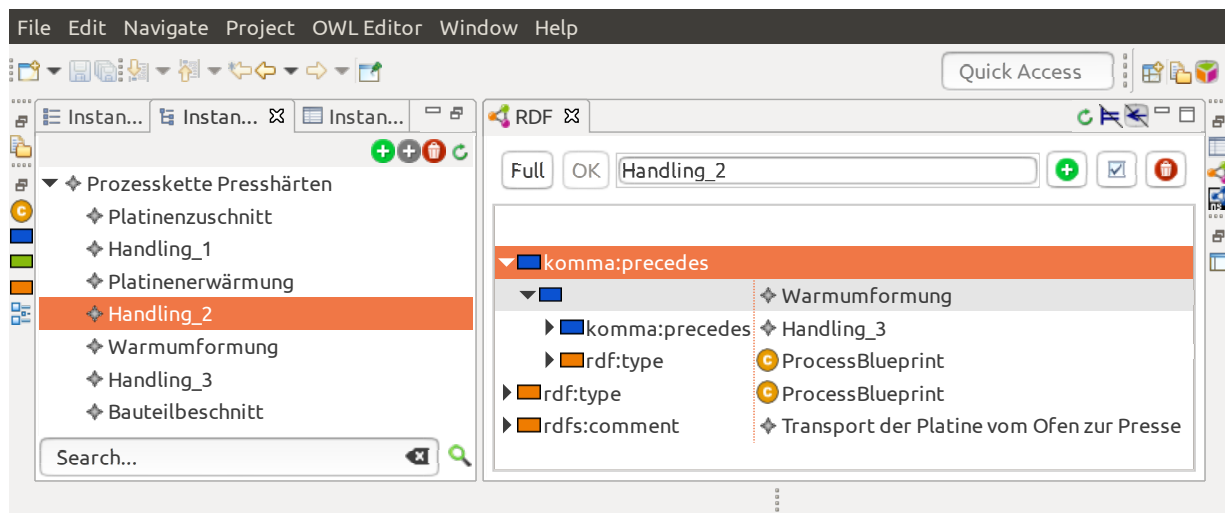 File Edit Navigate Project OWL Editor Window Help
Quick Access
Instan... Instan... Instan...
Prozesskette Presshärten
Platinenzuschnitt
Handling_1
Platinenerwärmung
Handling_2
Warmumformung
Handling_3
Bauteilbeschnitt
Search...
RDF
Full OK Handling_2
komma:precedes
Warmumformung
komma:precedes Handling_3
rdf:type ProcessBlueprint
rdf:type ProcessBlueprint
rdfs:comment Transport der Platine vom Ofen zur Presse
C
C
C
ns